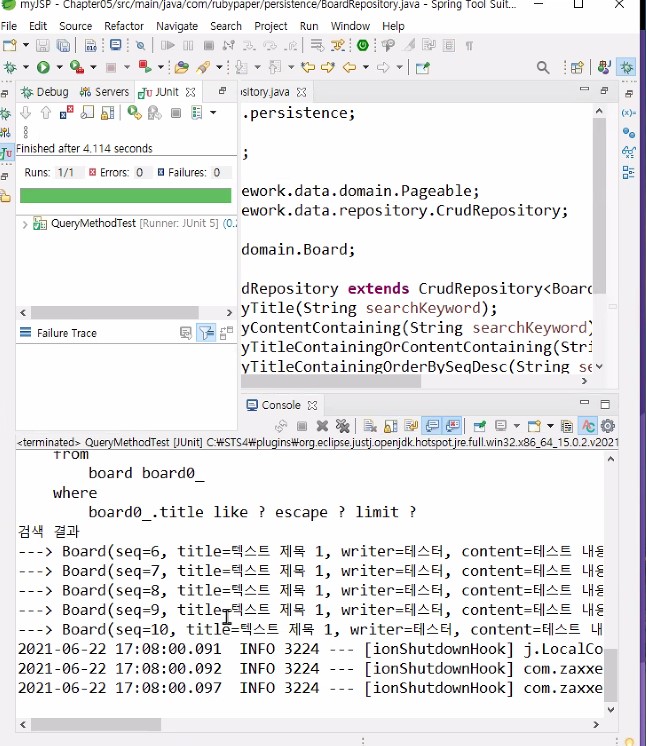 myJSP - Chapter05/src/main/java/com/rubypaper/persistence/BoardRepository.java - Spring Tool Suit...
File Edit Source Refactor Navigate Search Project Run Window Help
Debug Servers JUnit
Finished after 4.114 seconds
Runs: 1/1 Errors: 0 Failures: 0
QueryMethodTest [Runner: JUnit 5] (0.2
Failure Trace
sitory.java
.persistence;
;
ework.data.domain.Pageable;
ework.data.repository.CrudRepository;
domain.Board;
dRepository extends CrudRepository<Board
yTitle(String searchKeyword);
yContentContaining(String searchKeyword)
yTitleContainingOrContentContaining(Stri
yTitleContainingOrderBySeqDesc(String se
Console
<terminated> QueryMethodTest [JUnit] C:₩STS4₩plugins₩org.eclipse.justj.openjdk.hotspot.jre.full.win32.x86_64_15.0.2.v2021
from
board board0_
where
board0_.title like ? escape ? limit ?
검색 결과
---> Board(seq=6, title=텍스트 제목 1, writer=테스터, content=테스트 내용
---> Board(seq=7, title=텍스트 제목 1, writer=테스터, content=테스트 내용
---> Board(seq=8, title=텍스트 제목 1, writer=테스터, content=테스트 내용
---> Board(seq=9, title=텍스트 제목 1, writer=테스터, content=테스트 내용
---> Board(seq=10, title=텍스트 제목 1, writer=테스터, content=테스트 내
2021-06-22 17:08:00.091 INFO 3224 --- [ionShutdownHook] j.LocalCo
2021-06-22 17:08:00.092 INFO 3224 --- [ionShutdownHook] com.zaxxe
2021-06-22 17:08:00.097 INFO 3224 --- [ionShutdownHook] com.zaxxe